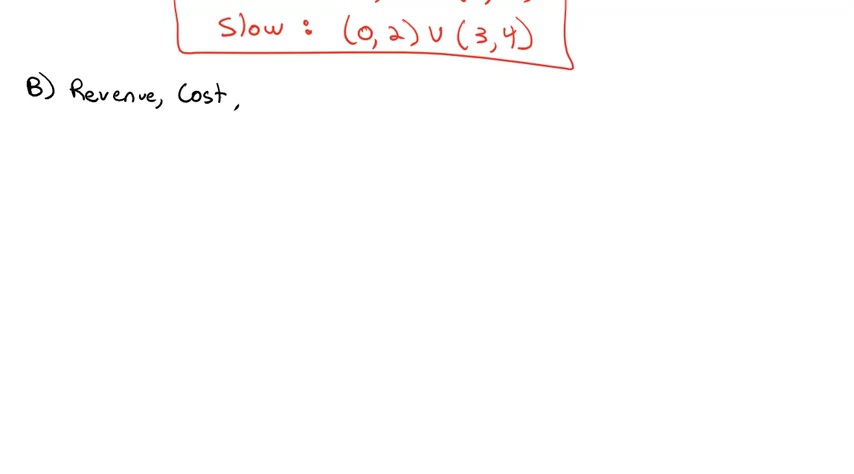 Slow : (0, 2) ∪ (3, 4)
B) Revenue, Cost,